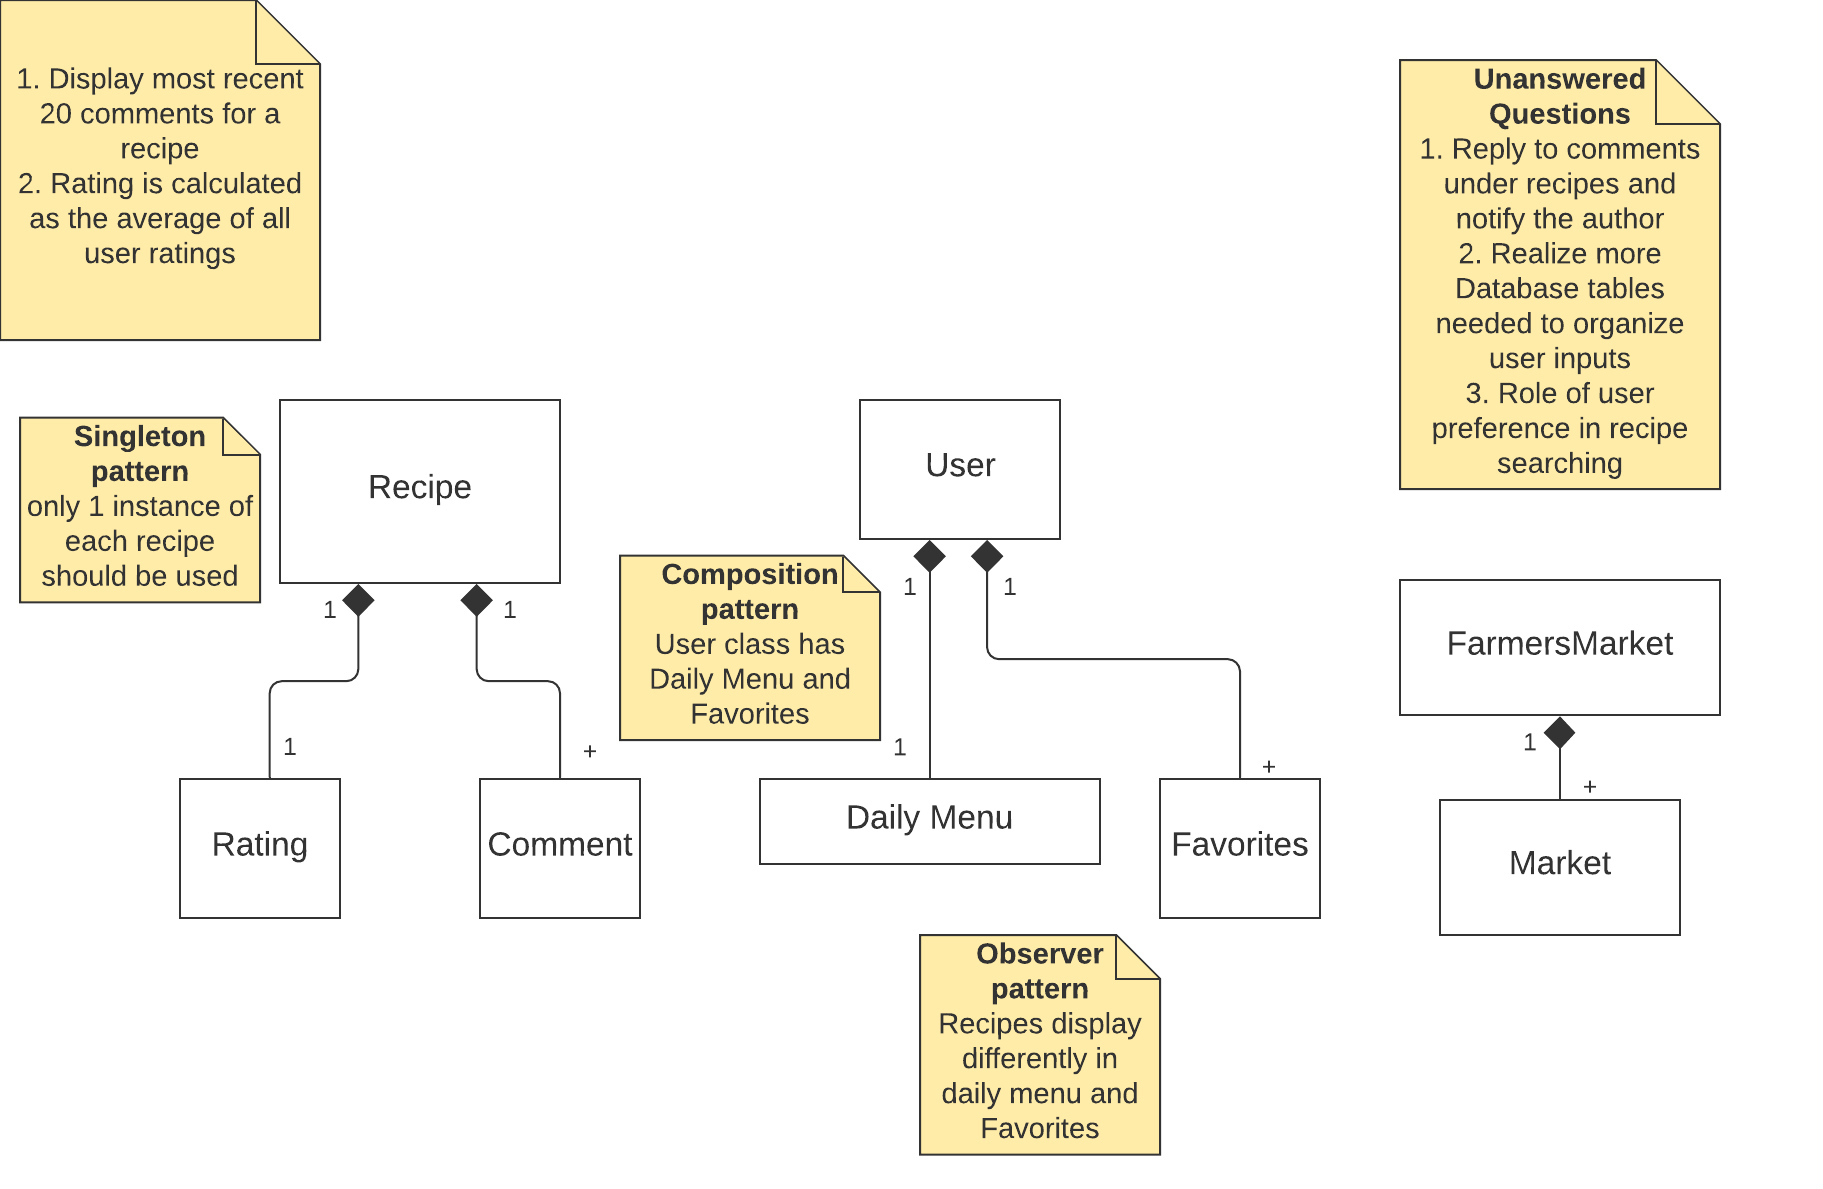 1. Display most recent
20 comments for a
recipe
2. Rating is calculated
as the average of all
user ratings
Unanswered
Questions
1. Reply to comments
under recipes and
notify the author
2. Realize more
Database tables
needed to organize
user inputs
3. Role of user
preference in recipe
searching
Singleton
pattern
only 1 instance of
each recipe
should be used
Recipe
User
Composition
pattern
User class has
Daily Menu and
Favorites
FarmersMarket
1
1
1
1
1
+
1
+
1
+
Rating
Comment
Daily Menu
Favorites
Market
Observer
pattern
Recipes display
differently in
daily menu and
Favorites